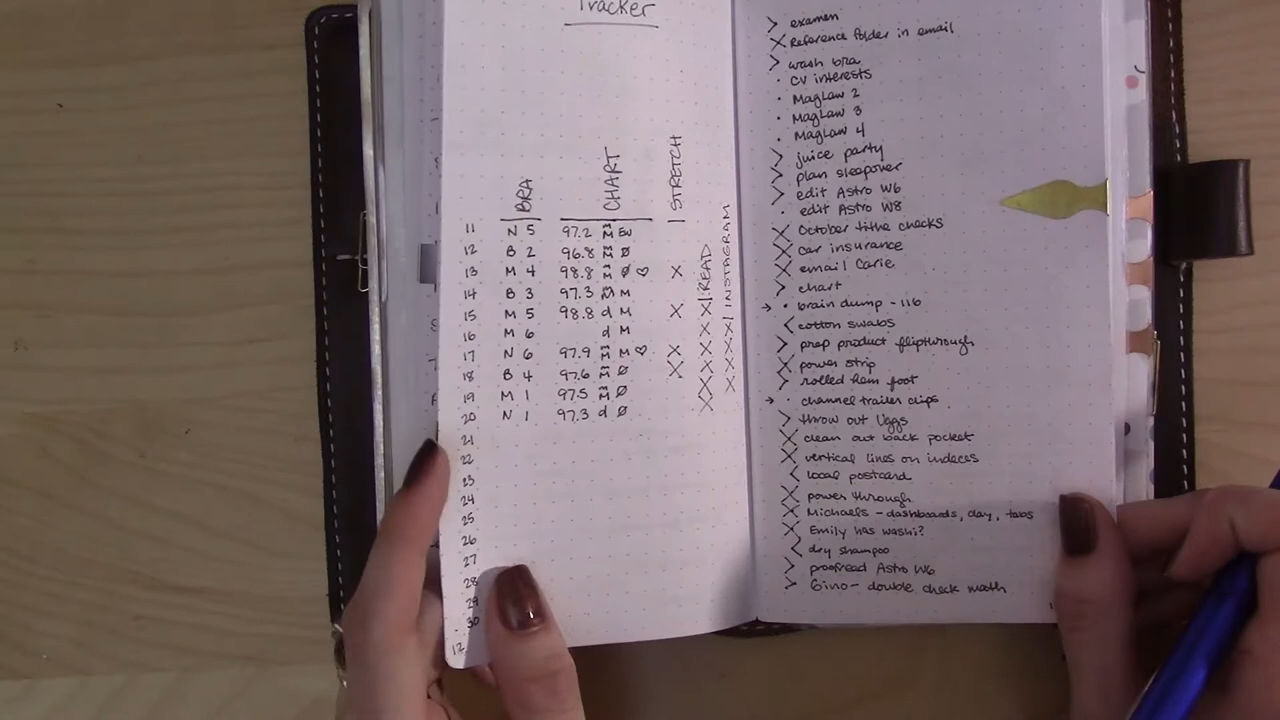 Tracker
BRA CHART STRETCH iREAD INSTAGRAM
11 N 5 97.2 m M EW
12 B 2 96.8 m M Ø
13 M 4 98.8 m M Ø ♡ X
14 B 3 97.3 m M M
15 M 5 98.8 d M X X
16 M 6 d M X X
17 N 6 97.9 m M M ♡ X X X
18 B 4 97.6 m M Ø X X X
19 M 1 97.5 m M Ø X
20 N 1 97.3 d Ø X
21
22
23
24
25
26
27
28
29
30
12
> examen
X Reference folder in email
> wash bra
· CV interests
· MagLaw 2
· MagLaw 3
· MagLaw 4
> juice party
> plan sleepover
> edit Astro W6
· edit Astro W8
X October tithe checks
X car insurance
X email Carie
> chart
→ · brain dump - 116
< cotton swabs
> prep product flipthrough
X power strip
> rolled hem foot
→ · channel trailer clips
> throw out Uggs
X clean out back pocket
X vertical lines on indeces
< local postcard
X power through
X Michaels - dashboards, day, tabs
X Emily has washi?
< dry shampoo
> proofread Astro W6
> Gino - double check math